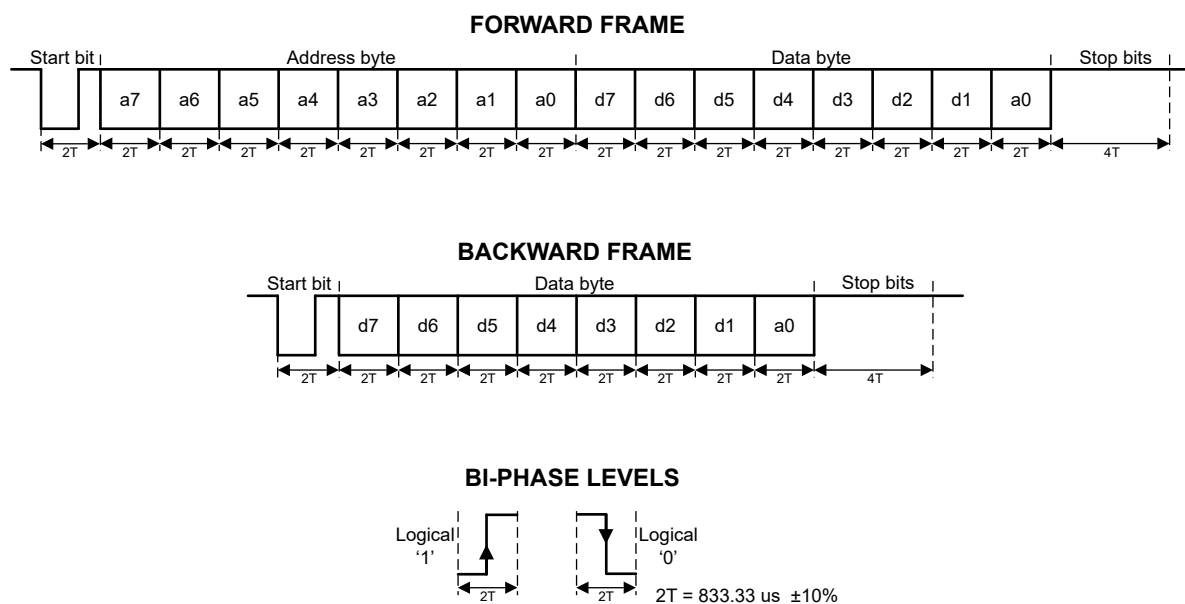 FORWARD FRAME
Start bit Address byte Data byte Stop bits
a7 a6 a5 a4 a3 a2 a1 a0 d7 d6 d5 d4 d3 d2 d1 a0
2T 2T 2T 2T 2T 2T 2T 2T 2T 2T 2T 2T 2T 2T 2T 2T 2T 4T
BACKWARD FRAME
Start bit Data byte Stop bits
d7 d6 d5 d4 d3 d2 d1 a0
2T 2T 2T 2T 2T 2T 2T 2T 2T 4T
BI-PHASE LEVELS
Logical Logical
‘1’ ‘0’
2T 2T 2T = 833.33 us ±10%